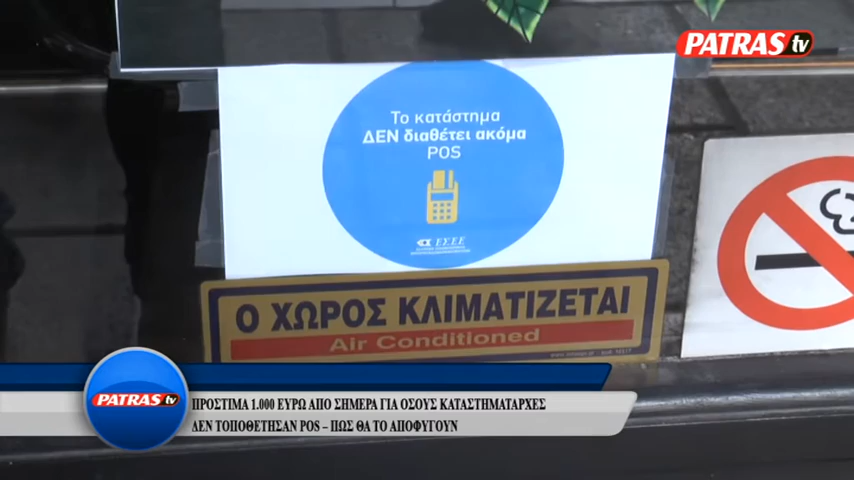 PATRAS tv
Το κατάστημα
ΔΕΝ διαθέτει ακόμα
POS
ΕΣΕΕ
Ο ΧΩΡΟΣ ΚΛΙΜΑΤΙΖΕΤΑΙ
Air Conditioned
PATRAS tv
ΠΡΟΣΤΙΜΑ 1.000 ΕΥΡΩ ΑΠΟ ΣΗΜΕΡΑ ΓΙΑ ΟΣΟΥΣ ΚΑΤΑΣΤΗΜΑΤΑΡΧΕΣ
ΔΕΝ ΤΟΠΟΘΕΤΗΣΑΝ POS – ΠΩΣ ΘΑ ΤΟ ΑΠΟΦΥΓΟΥΝ